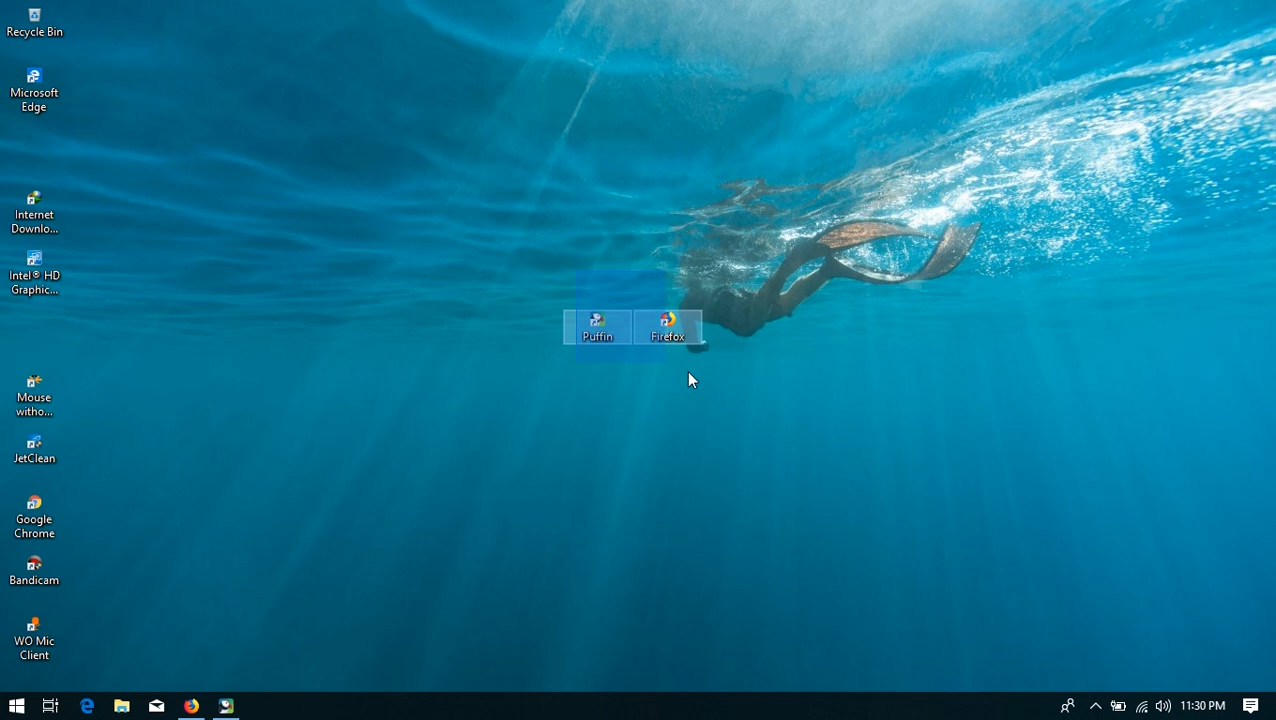 Recycle Bin
Microsoft
Edge
Internet
Downlo...
Intel® HD
Graphic...
Puffin
Firefox
Mouse
witho...
JetClean
Google
Chrome
Bandicam
WO Mic
Client
11:30 PM